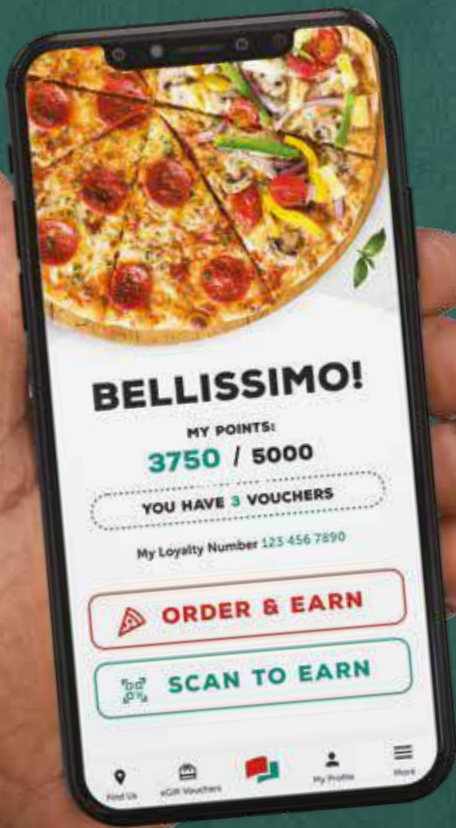 BELLISSIMO!
MY POINTS:
3750 / 5000
YOU HAVE 3 VOUCHERS
My Loyalty Number 123 456 7890
ORDER & EARN
SCAN TO EARN
Find Us
eGift Vouchers
My Profile
More